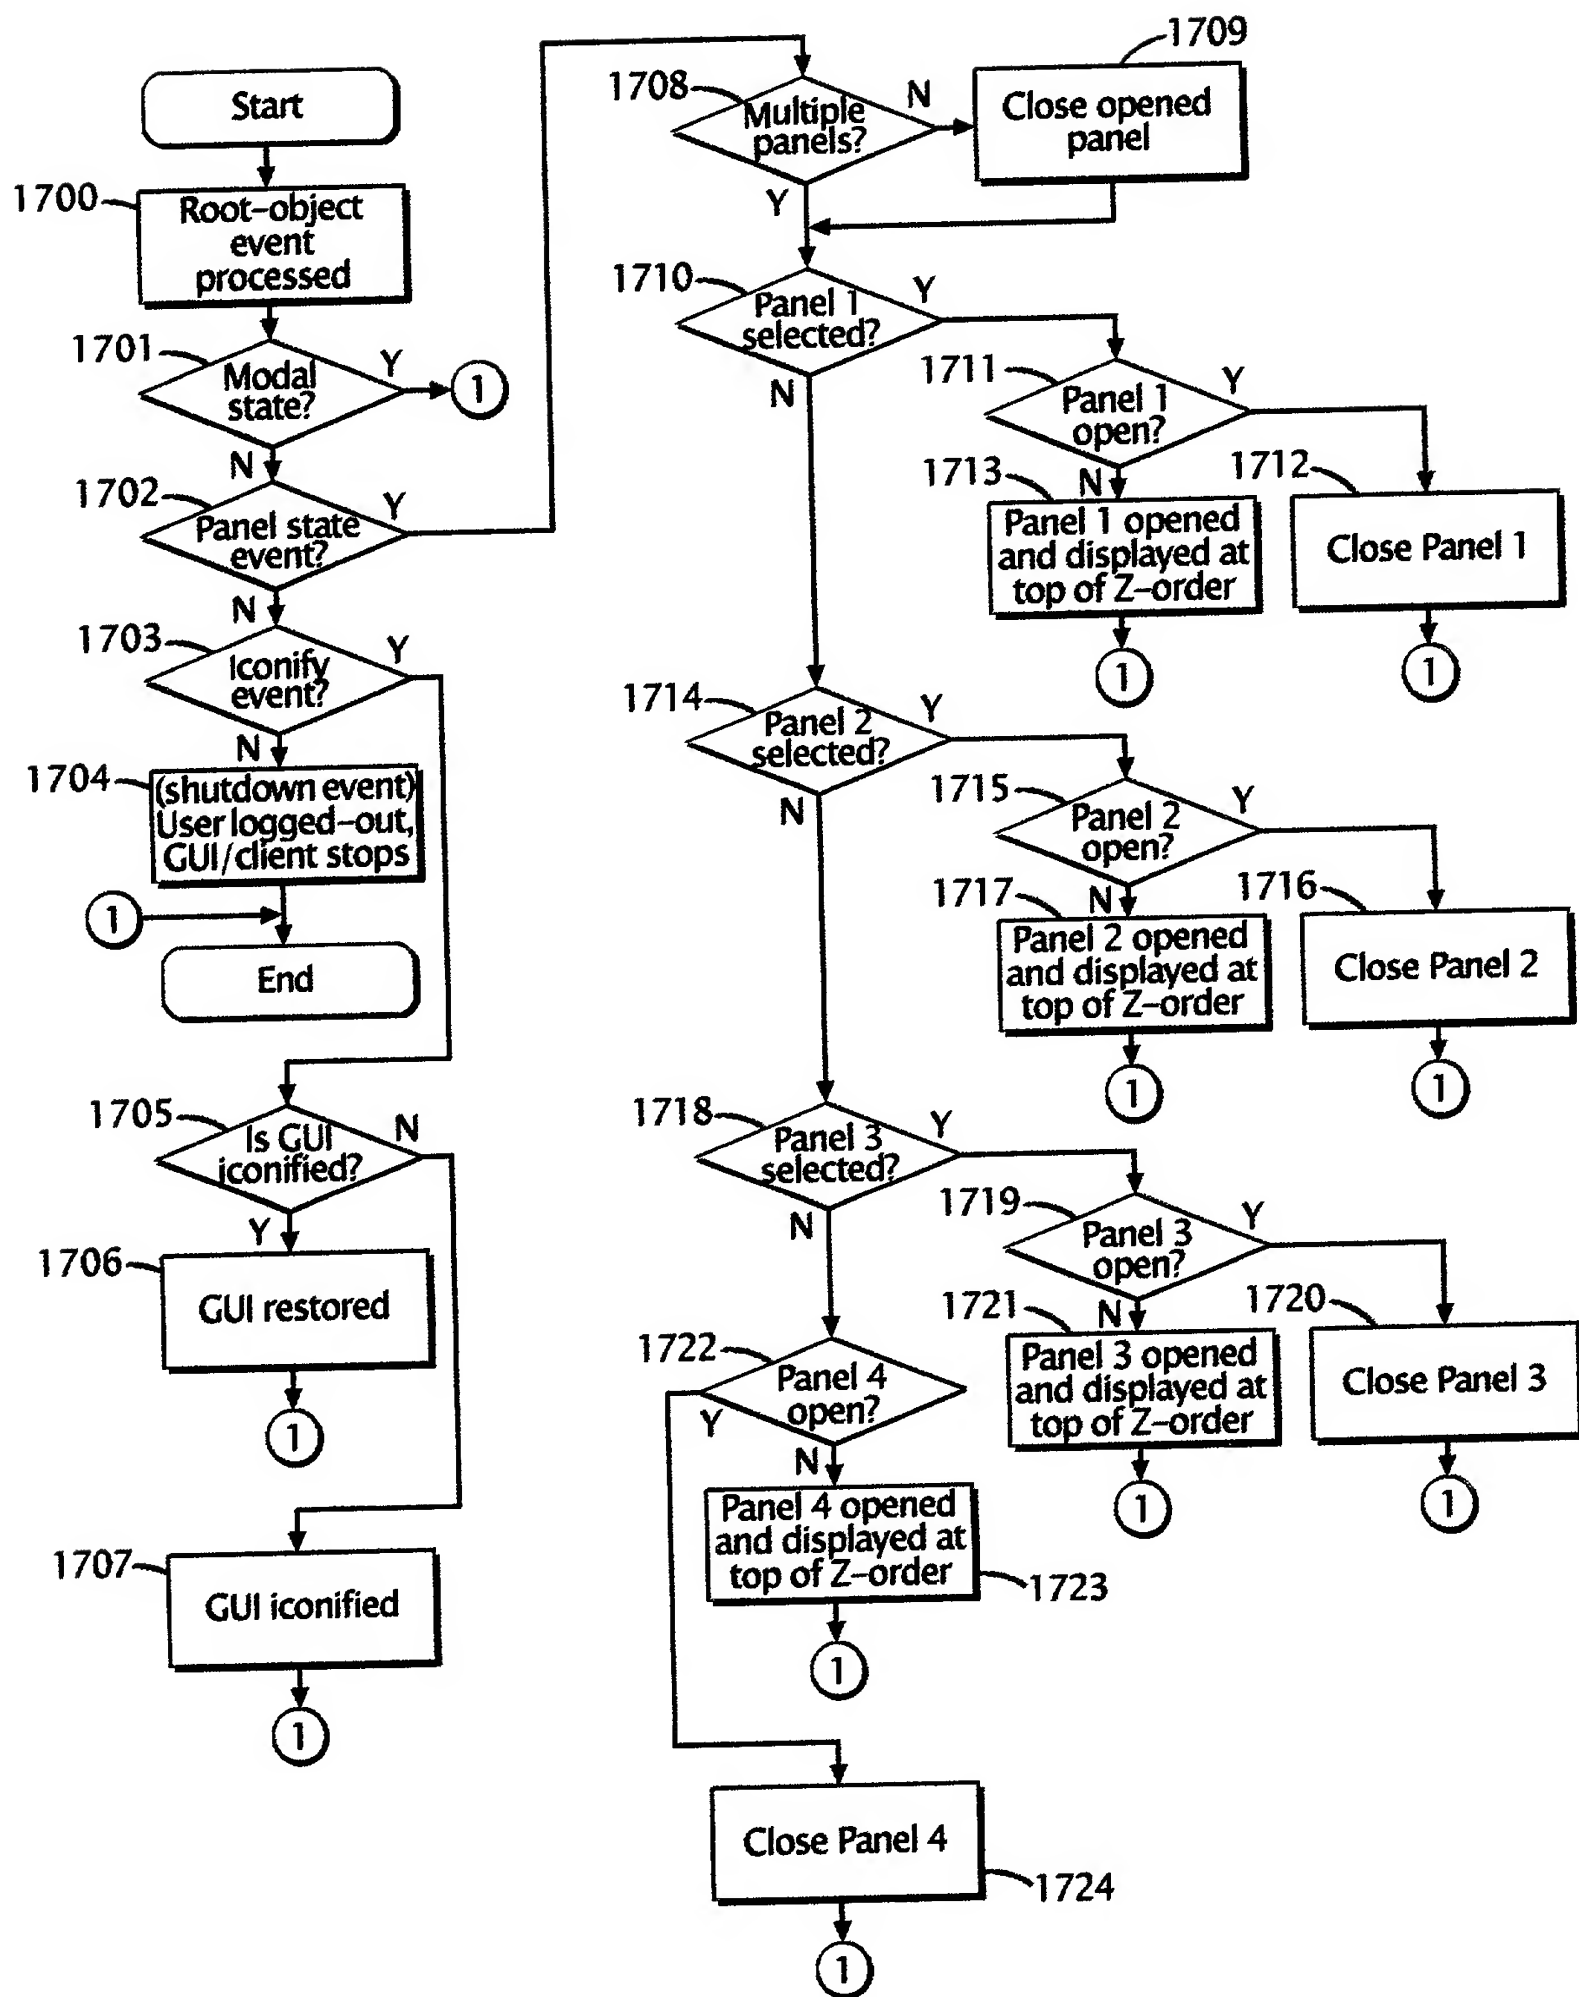 Start
1700
Root-object
event
processed
1701
Modal
state?
Y
1
N
1702
Panel state
event?
Y
N
1703
Iconify
event?
Y
N
1704
(shutdown event)
User logged-out,
GUI/client stops
1
End
1705
Is GUI
iconified?
N
Y
1706
GUI restored
1
1707
GUI iconified
1
1708
Multiple
panels?
N
1709
Close opened
panel
Y
1710
Panel 1
selected?
Y
N
1711
Panel 1
open?
Y
N
1713
Panel 1 opened
and displayed at
top of Z-order
1
1712
Close Panel 1
1
1714
Panel 2
selected?
Y
N
1715
Panel 2
open?
Y
N
1717
Panel 2 opened
and displayed at
top of Z-order
1
1716
Close Panel 2
1
1718
Panel 3
selected?
Y
N
1719
Panel 3
open?
Y
N
1721
Panel 3 opened
and displayed at
top of Z-order
1
1720
Close Panel 3
1
1722
Panel 4
open?
Y
N
Panel 4 opened
and displayed at
top of Z-order
1723
1
Close Panel 4
1724
1